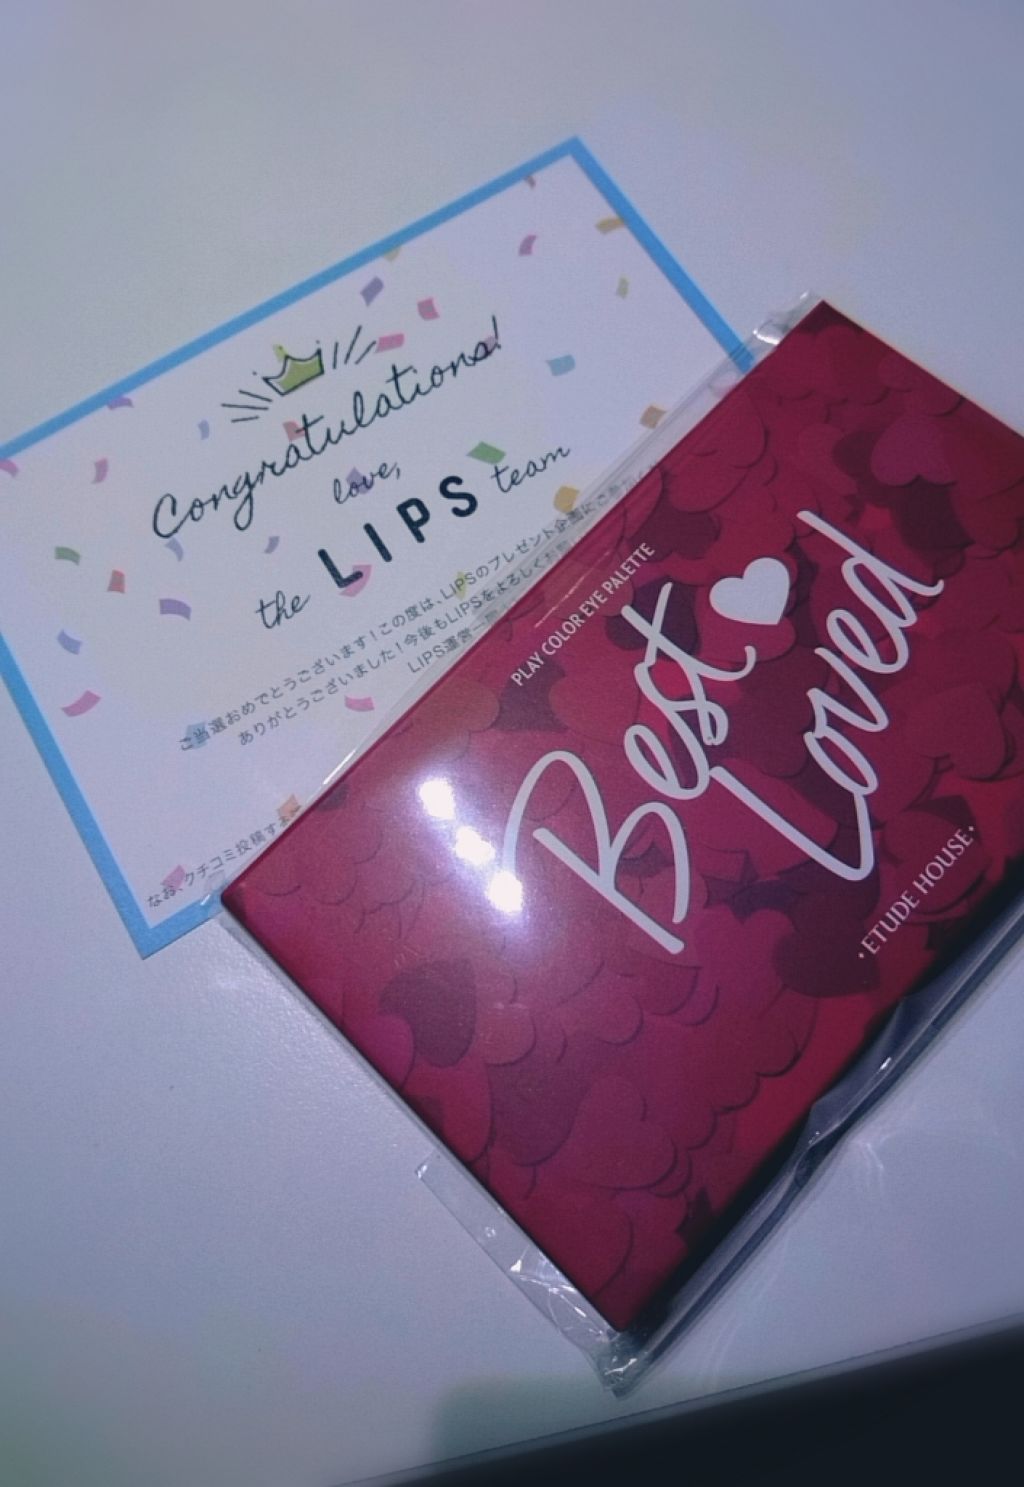 Congratulations!
love,
the LIPS team
ご当選おめでとうございます！この度は、LIPSのプレゼント企画にご
ありがとうございました！今後もLIPSをよろしくお
LIPS運営一同
なお、クチコミ投稿す
PLAY COLOR EYE PALETTE
Best
Loved
·ETUDE HOUSE·